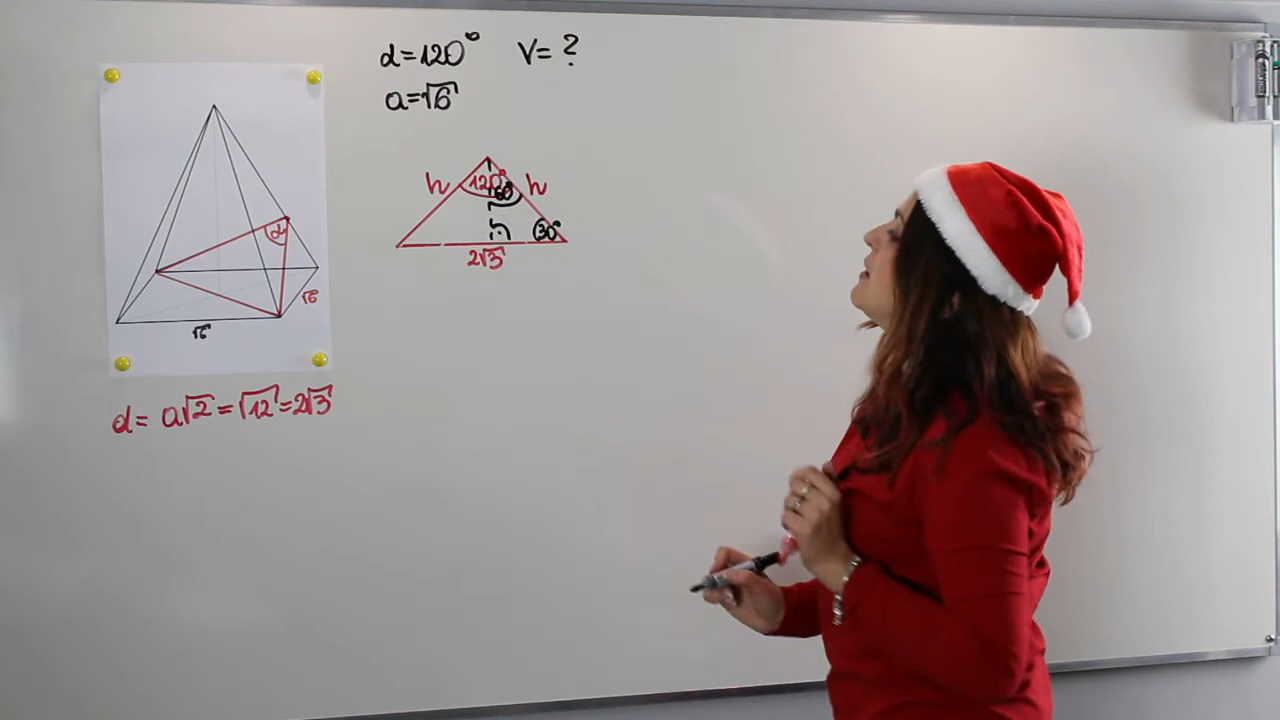 α=120° V=?
a=√6
α
√6
√6
d= a√2=√12=2√3
h 120° h
60°
30°
2√3